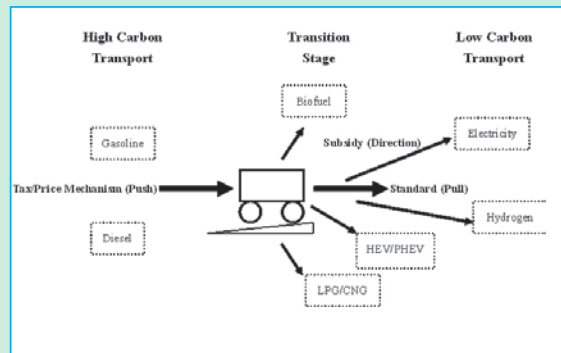 High Carbon
Transport
Transition
Stage
Low Carbon
Transport
Biofuel
Subsidy (Direction)
Electricity
Gasoline
Tax/Price Mechanism (Push)
Standard (Pull)
Diesel
Hydrogen
HEV/PHEV
LPG/CNG